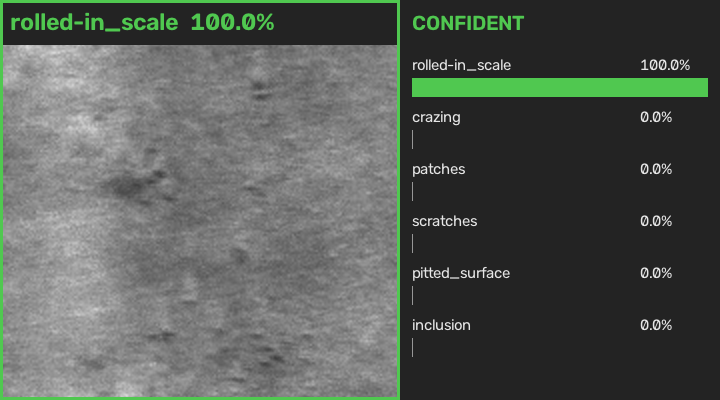 rolled-in_scale 100.0%
CONFIDENT
rolled-in_scale 100.0%
crazing 0.0%
patches 0.0%
scratches 0.0%
pitted_surface 0.0%
inclusion 0.0%